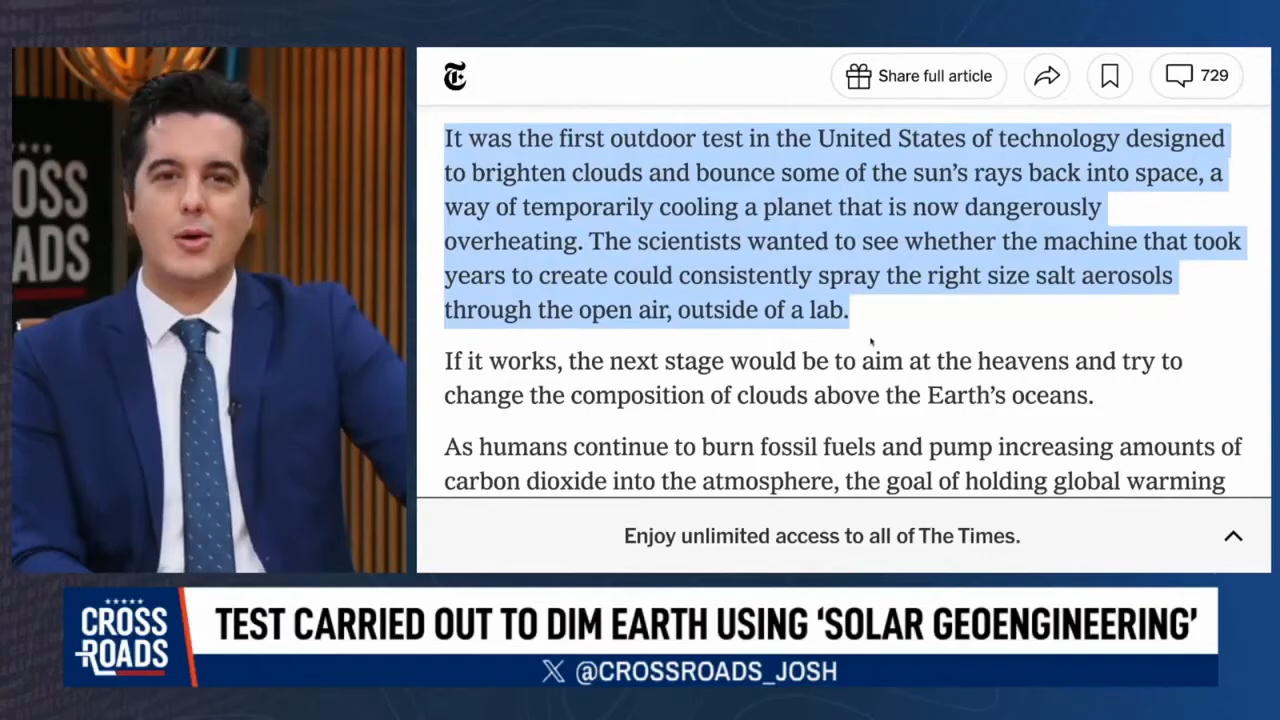 OSS
ADS
Share full article
729
It was the first outdoor test in the United States of technology designed
to brighten clouds and bounce some of the sun's rays back into space, a
way of temporarily cooling a planet that is now dangerously
overheating. The scientists wanted to see whether the machine that took
years to create could consistently spray the right size salt aerosols
through the open air, outside of a lab.
If it works, the next stage would be to aim at the heavens and try to
change the composition of clouds above the Earth's oceans.
As humans continue to burn fossil fuels and pump increasing amounts of
carbon dioxide into the atmosphere, the goal of holding global warming
Enjoy unlimited access to all of The Times.
CROSS
ROADS
TEST CARRIED OUT TO DIM EARTH USING 'SOLAR GEOENGINEERING'
X @CROSSROADS_JOSH